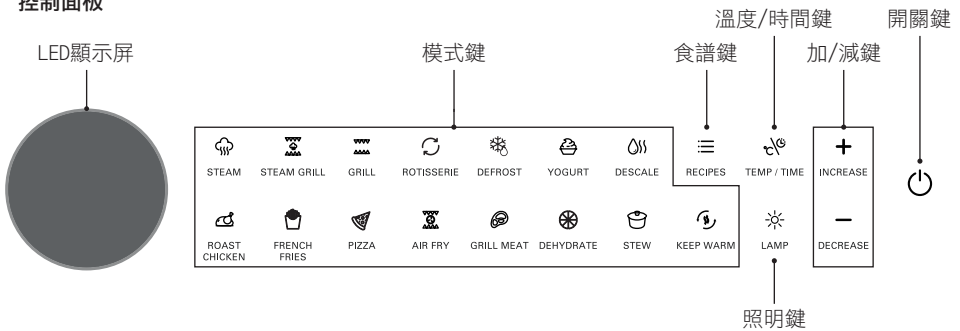 控制面板
溫度/時間鍵 開關鍵
LED顯示屏 模式鍵 食譜鍵 加/減鍵
STEAM STEAM GRILL GRILL ROTISSERIE DEFROST YOGURT DESCALE RECIPES TEMP / TIME INCREASE
ROAST CHICKEN FRENCH FRIES PIZZA AIR FRY GRILL MEAT DEHYDRATE STEW KEEP WARM LAMP DECREASE
照明鍵